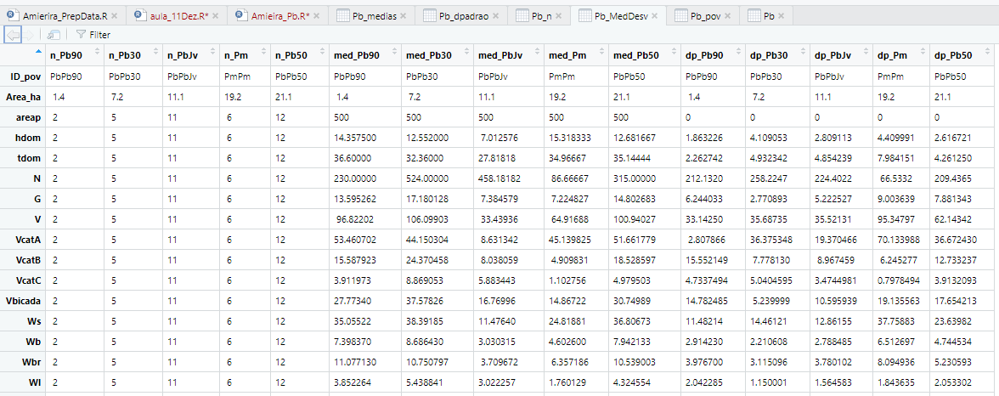 Amierira_PrepData.R aula_11Dez.R* Amieira_Pb.R* Pb_medias Pb_dpadrao Pb_n Pb_MedDesv Pb_pov Pb
Filter
n_Pb90 n_Pb30 n_PbJv n_Pm n_Pb50 med_Pb90 med_Pb30 med_PbJv med_Pm med_Pb50 dp_Pb90 dp_Pb30 dp_PbJv dp_Pm dp_Pb50
ID_pov PbPb90 PbPb30 PbPbJv PmPm PbPb50 PbPb90 PbPb30 PbPbJv PmPm PbPb50 PbPb90 PbPb30 PbPbJv PmPm PbPb50
Area_ha 1.4 7.2 11.1 19.2 21.1 1.4 7.2 11.1 19.2 21.1 1.4 7.2 11.1 19.2 21.1
areap 2 5 11 6 12 500 500 500 500 500 0 0 0 0 0
hdom 2 5 11 6 12 14.357500 12.552000 7.012576 15.318333 12.681667 1.863226 4.109053 2.809113 4.409991 2.616721
tdom 2 5 11 6 12 36.60000 32.36000 27.81818 34.96667 35.14444 2.262742 4.932342 4.854239 7.984151 4.261250
N 2 5 11 6 12 230.00000 524.00000 458.18182 86.66667 315.00000 212.1320 258.2247 224.4022 66.5332 209.4365
G 2 5 11 6 12 13.595262 17.180128 7.384579 7.224827 14.802683 6.244033 2.770893 5.222527 9.003639 7.881343
V 2 5 11 6 12 96.82202 106.09903 33.43936 64.91688 100.94027 33.14250 35.68735 35.52131 95.34797 62.14342
VcatA 2 5 11 6 12 53.460702 44.150304 8.631342 45.139825 51.661779 2.807866 36.375348 19.370466 70.133988 36.672430
VcatB 2 5 11 6 12 15.587923 24.370458 8.038059 4.909831 18.528597 15.552149 7.778130 8.967459 6.245277 12.733237
VcatC 2 5 11 6 12 3.911973 8.869053 5.883443 1.102756 4.979503 4.7337494 5.0404595 3.4744981 0.7978494 3.9132093
Vbicada 2 5 11 6 12 27.77340 37.57826 16.76996 14.86722 30.74989 14.782485 5.239999 10.595939 19.135563 17.654213
Ws 2 5 11 6 12 35.05522 38.39185 11.47640 24.81881 36.80673 11.48214 14.46121 12.86155 37.75883 23.63982
Wb 2 5 11 6 12 7.398370 8.686430 3.030315 4.602600 7.942133 2.914230 2.210608 2.788485 6.512697 4.744534
Wbr 2 5 11 6 12 11.077130 10.750797 3.709672 6.357186 10.539003 3.976700 3.115096 3.780102 8.094936 5.230593
Wl 2 5 11 6 12 3.852264 5.438841 3.022257 1.760129 4.324554 2.042285 1.150001 1.564583 1.843635 2.053302